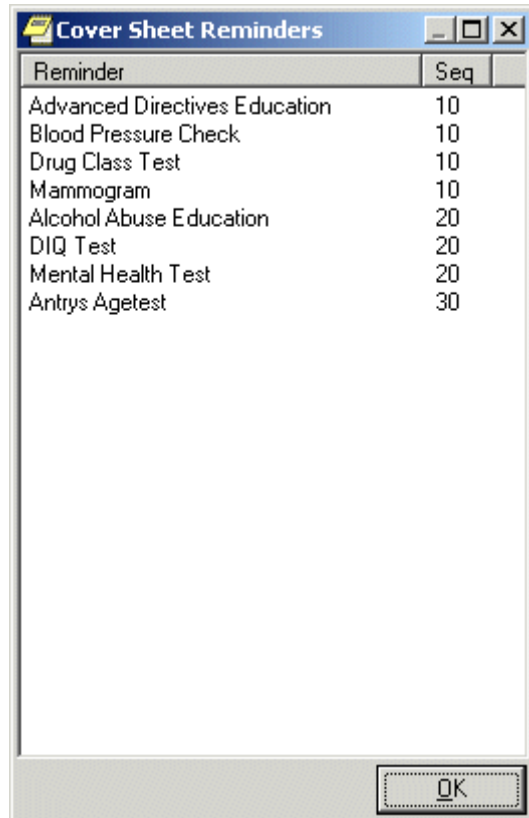 Cover Sheet Reminders
Reminder Seq
Advanced Directives Education 10
Blood Pressure Check 10
Drug Class Test 10
Mammogram 10
Alcohol Abuse Education 20
DIQ Test 20
Mental Health Test 20
Antrys Agetest 30
OK